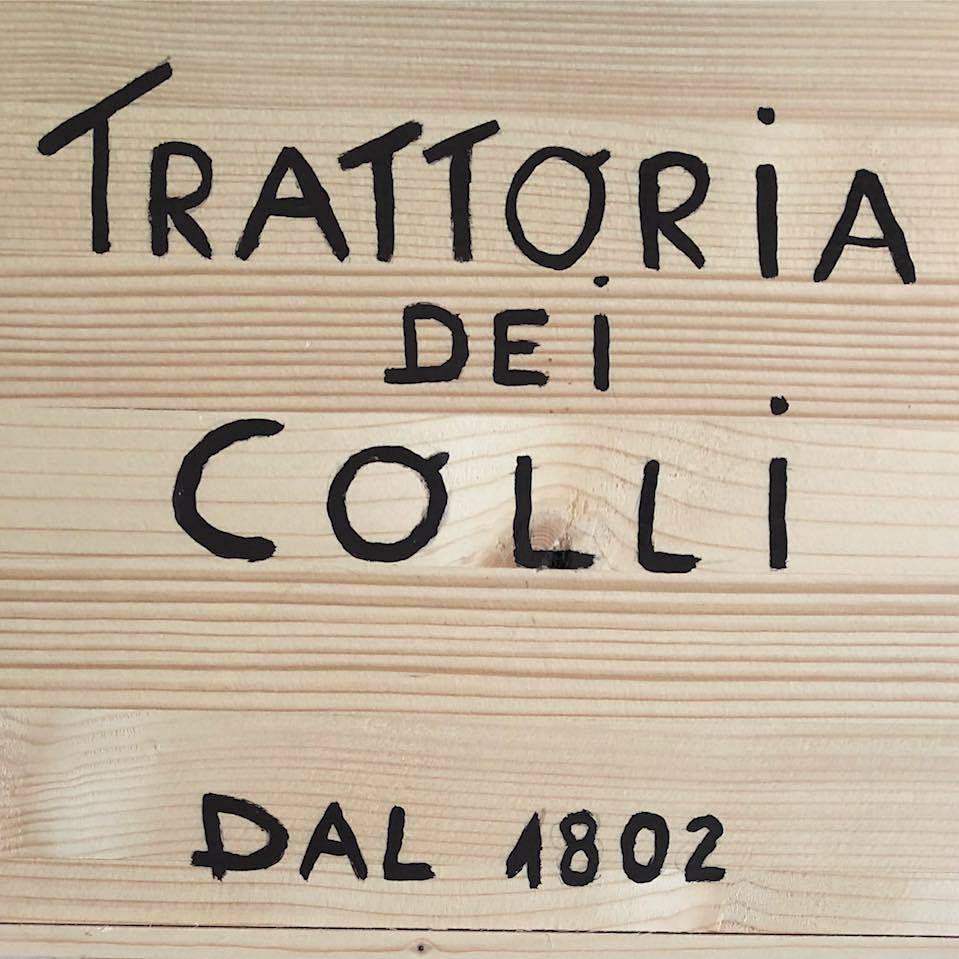 TRATTORiA
DEi
COLLi
DAL 1802